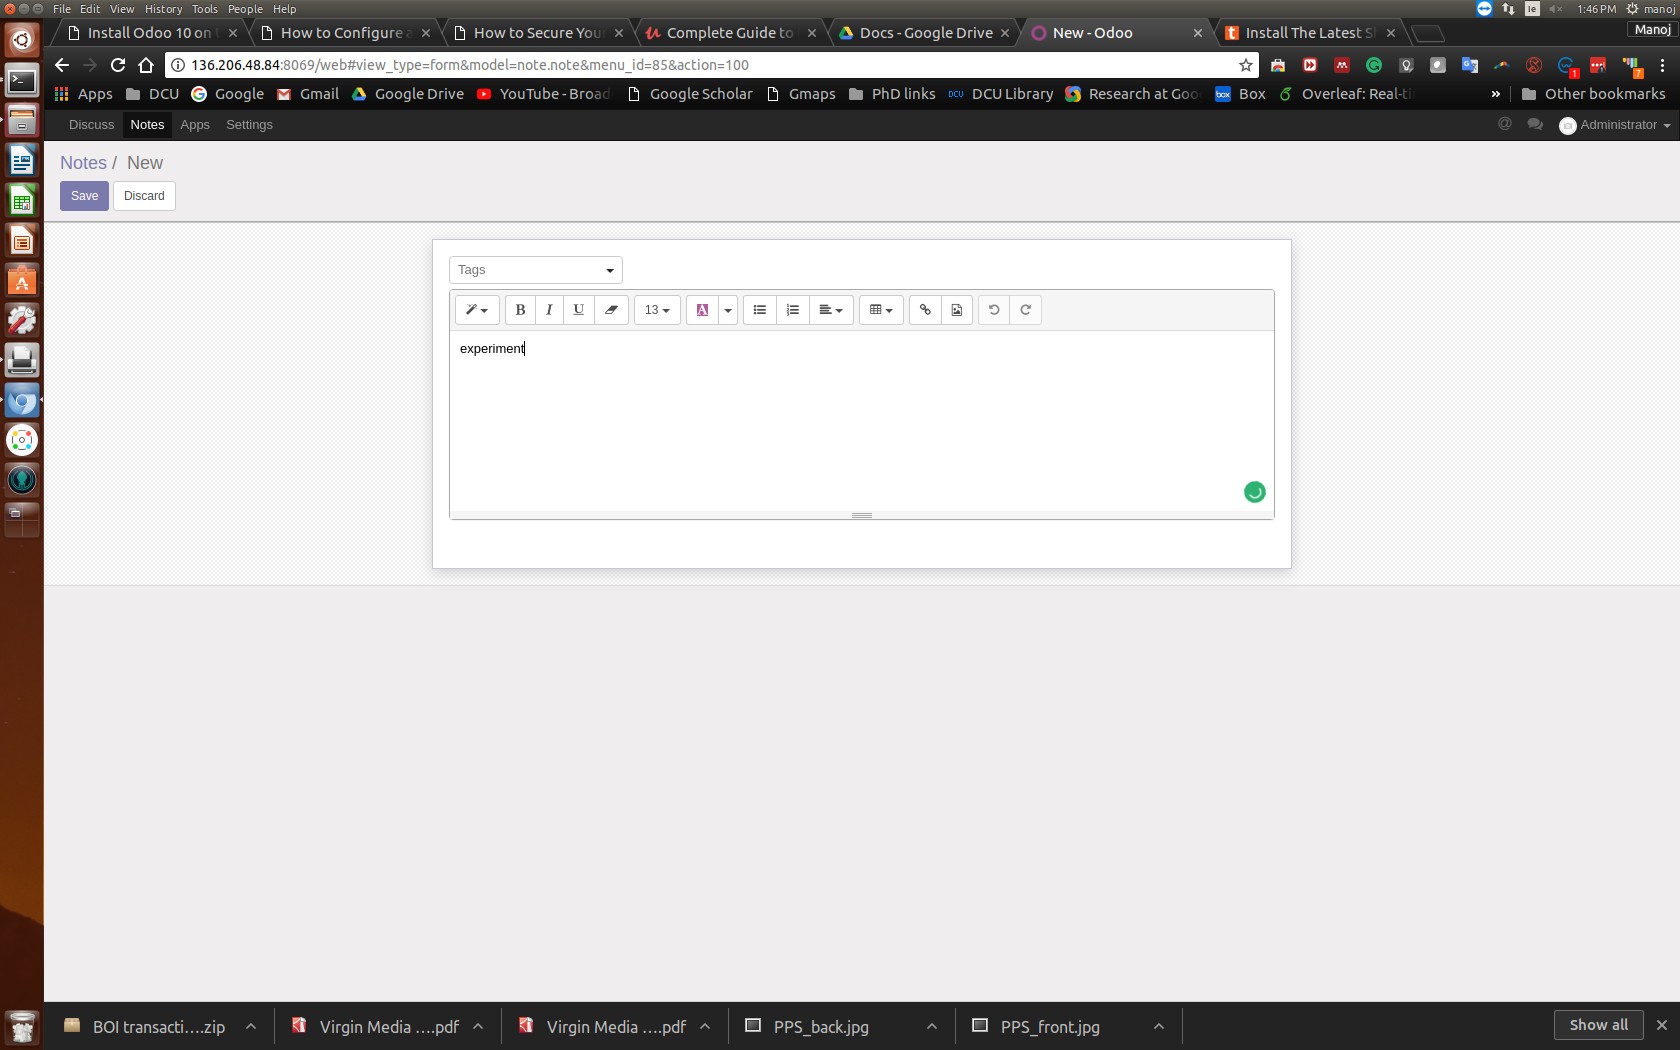 File Edit View History Tools People Help
1:46 PM manoj
Install Odoo 10 on
How to Configure a
How to Secure You
Complete Guide to
Docs - Google Drive
New - Odoo
Install The Latest S
Manoj
136.206.48.84:8069/web#view_type=form&model=note.note&menu_id=85&action=100
Apps DCU Google Gmail Google Drive YouTube - Broad Google Scholar Gmaps PhD links DCU Library Research at Goo Box Overleaf: Real-ti » Other bookmarks
Discuss Notes Apps Settings
@ Administrator
Notes / New
Save Discard
Tags
B I U 13 A
experiment
BOI transacti....zip Virgin Media ....pdf Virgin Media ....pdf PPS_back.jpg PPS_front.jpg Show all